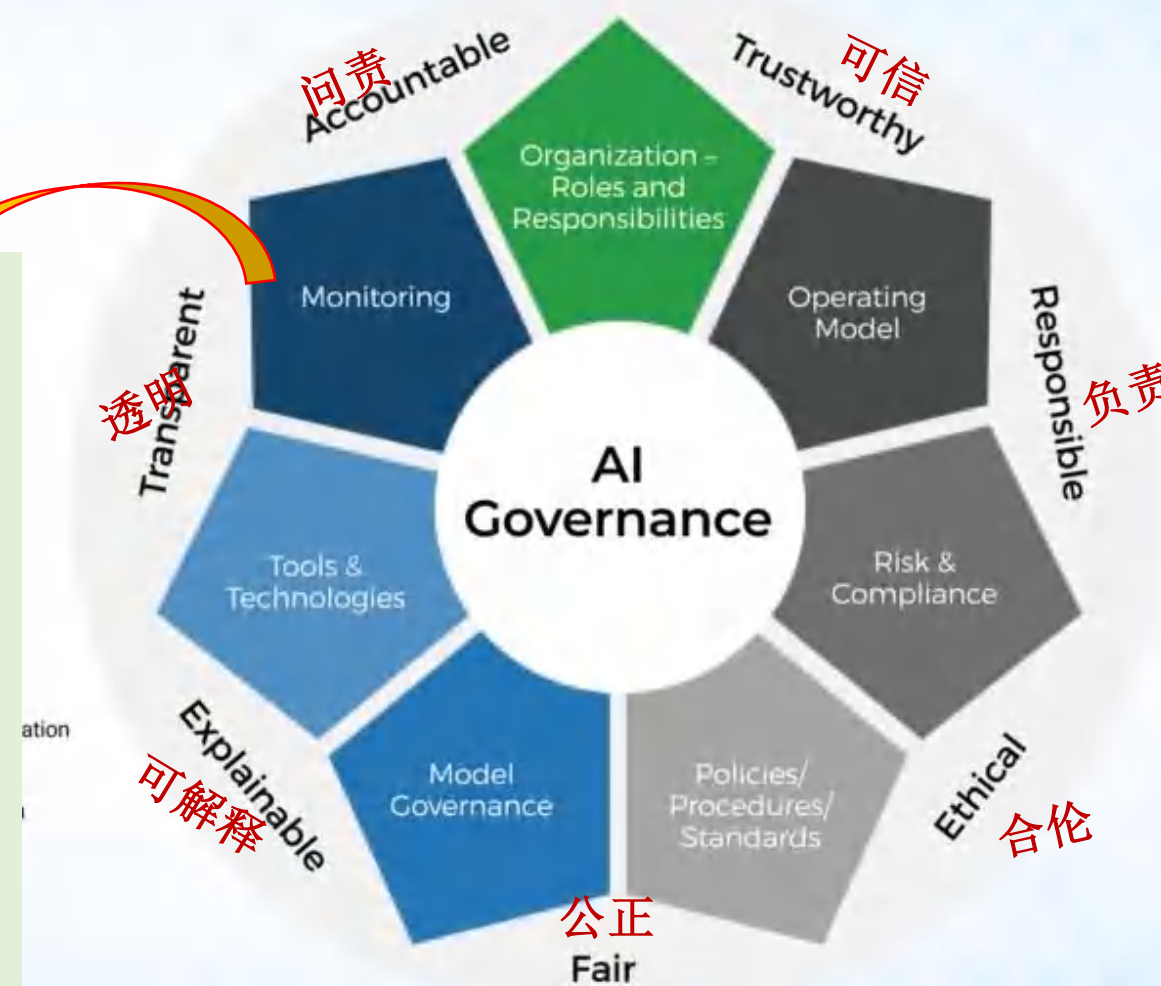 问责
Accountable
可信
Trustworthy
Organization –
Roles and
Responsibilities
Monitoring
Operating
Model
Transparent
透明
Responsible
负责
AI
Governance
Tools &
Technologies
Risk &
Compliance
ation
Explainable
可解释
Model
Governance
Policies/
Procedures/
Standards
Ethical
合伦
公正
Fair